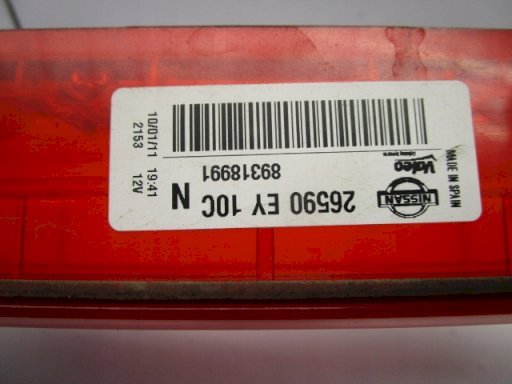 NISSAN
26590 EY 10C
N
Valeo
89318991
MADE IN SPAIN
10/01/11 19:41
2153 12V